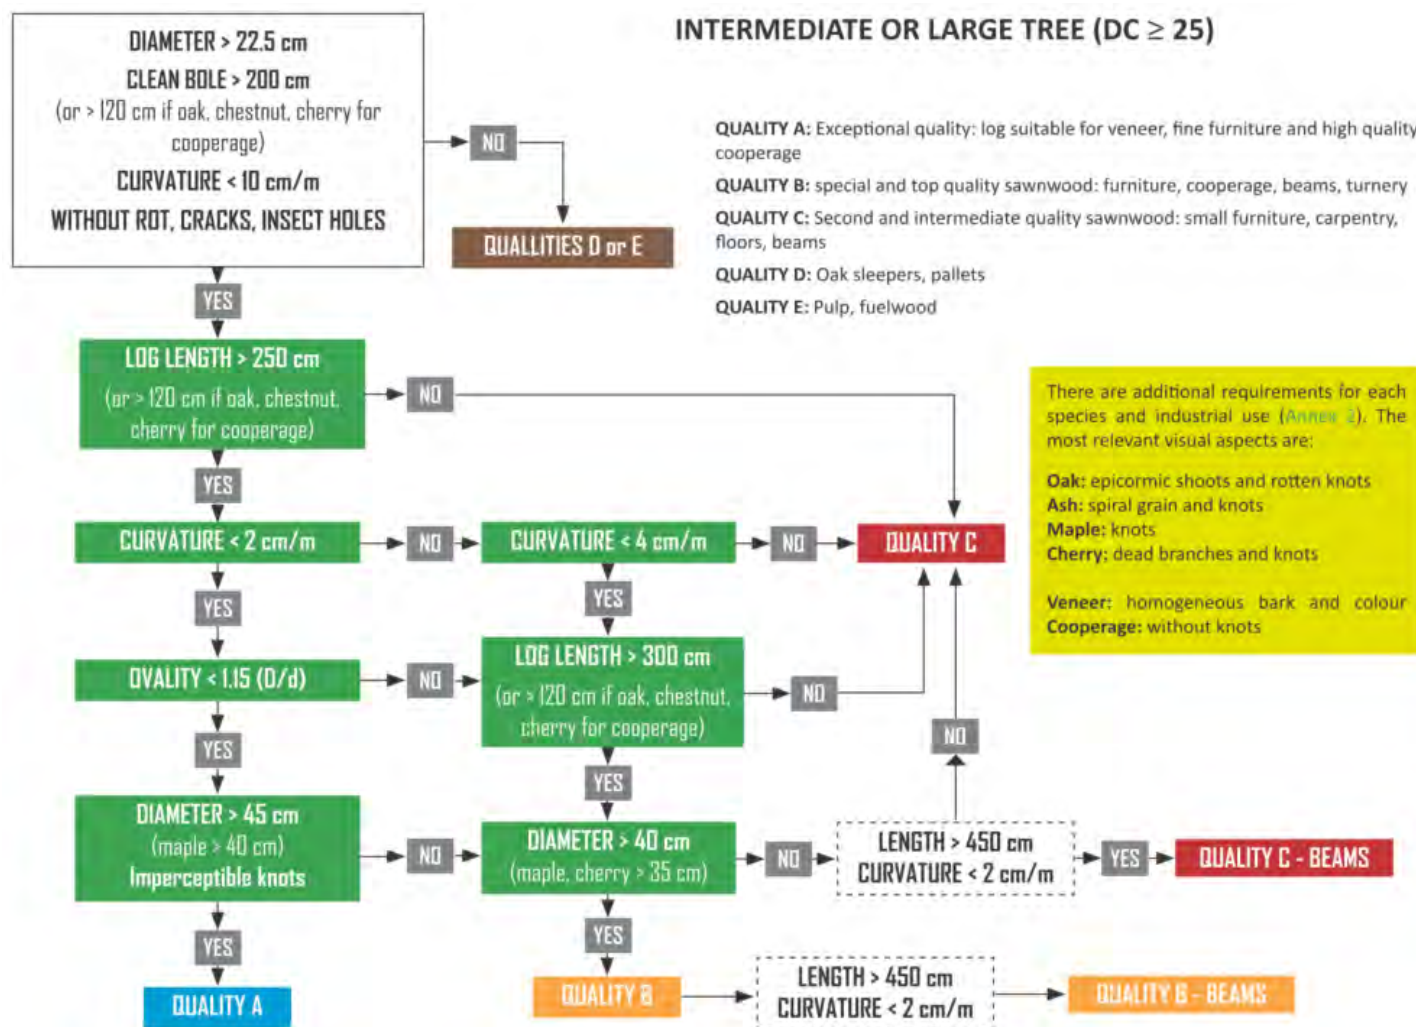 INTERMEDIATE OR LARGE TREE (DC ≥ 25)
DIAMETER > 22.5 cm
CLEAN BOLE > 200 cm
(or > 120 cm if oak, chestnut, cherry for
cooperage)
CURVATURE < 10 cm/m
WITHOUT ROT, CRACKS, INSECT HOLES
NO
QUALLITIES D or E
QUALITY A: Exceptional quality: log suitable for veneer, fine furniture and high quality
cooperage
QUALITY B: special and top quality sawnwood: furniture, cooperage, beams, turnery
QUALITY C: Second and intermediate quality sawnwood: small furniture, carpentry,
floors, beams
QUALITY D: Oak sleepers, pallets
QUALITY E: Pulp, fuelwood
YES
LOG LENGTH > 250 cm
(or > 120 cm if oak, chestnut,
cherry for cooperage)
NO
There are additional requirements for each
species and industrial use (Annex 2). The
most relevant visual aspects are:
Oak: epicormic shoots and rotten knots
Ash: spiral grain and knots
Maple: knots
Cherry: dead branches and knots
Veneer: homogeneous bark and colour
Cooperage: without knots
YES
CURVATURE < 2 cm/m
NO
CURVATURE < 4 cm/m
NO
QUALITY C
YES
YES
OVALITY < 1.15 (D/d)
NO
LOG LENGTH > 300 cm
(or > 120 cm if oak, chestnut,
cherry for cooperage)
NO
NO
YES
YES
DIAMETER > 45 cm
(maple > 40 cm)
Imperceptible knots
NO
DIAMETER > 40 cm
(maple, cherry > 35 cm)
NO
LENGTH > 450 cm
CURVATURE < 2 cm/m
YES
QUALITY C - BEAMS
YES
YES
QUALITY A
QUALITY B
LENGTH > 450 cm
CURVATURE < 2 cm/m
QUALITY B - BEAMS